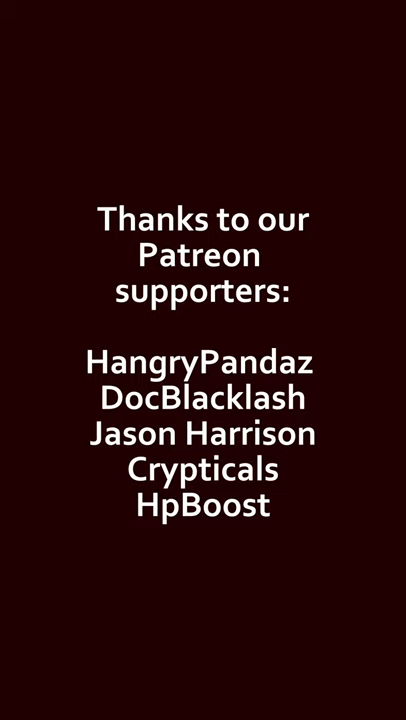 Thanks to our
Patreon
supporters:
HangryPandaz
DocBlacklash
Jason Harrison
Crypticals
HpBoost